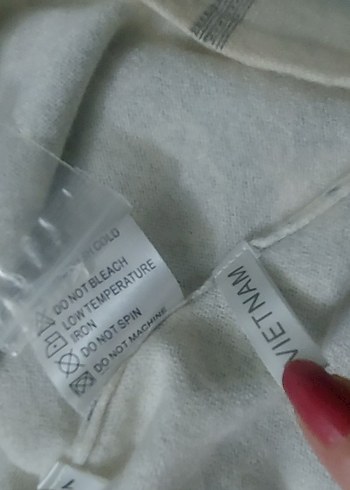 COLD
DO NOT BLEACH
LOW TEMPERATURE
IRON
DO NOT SPIN
DO NOT MACHINE
VIETNAM